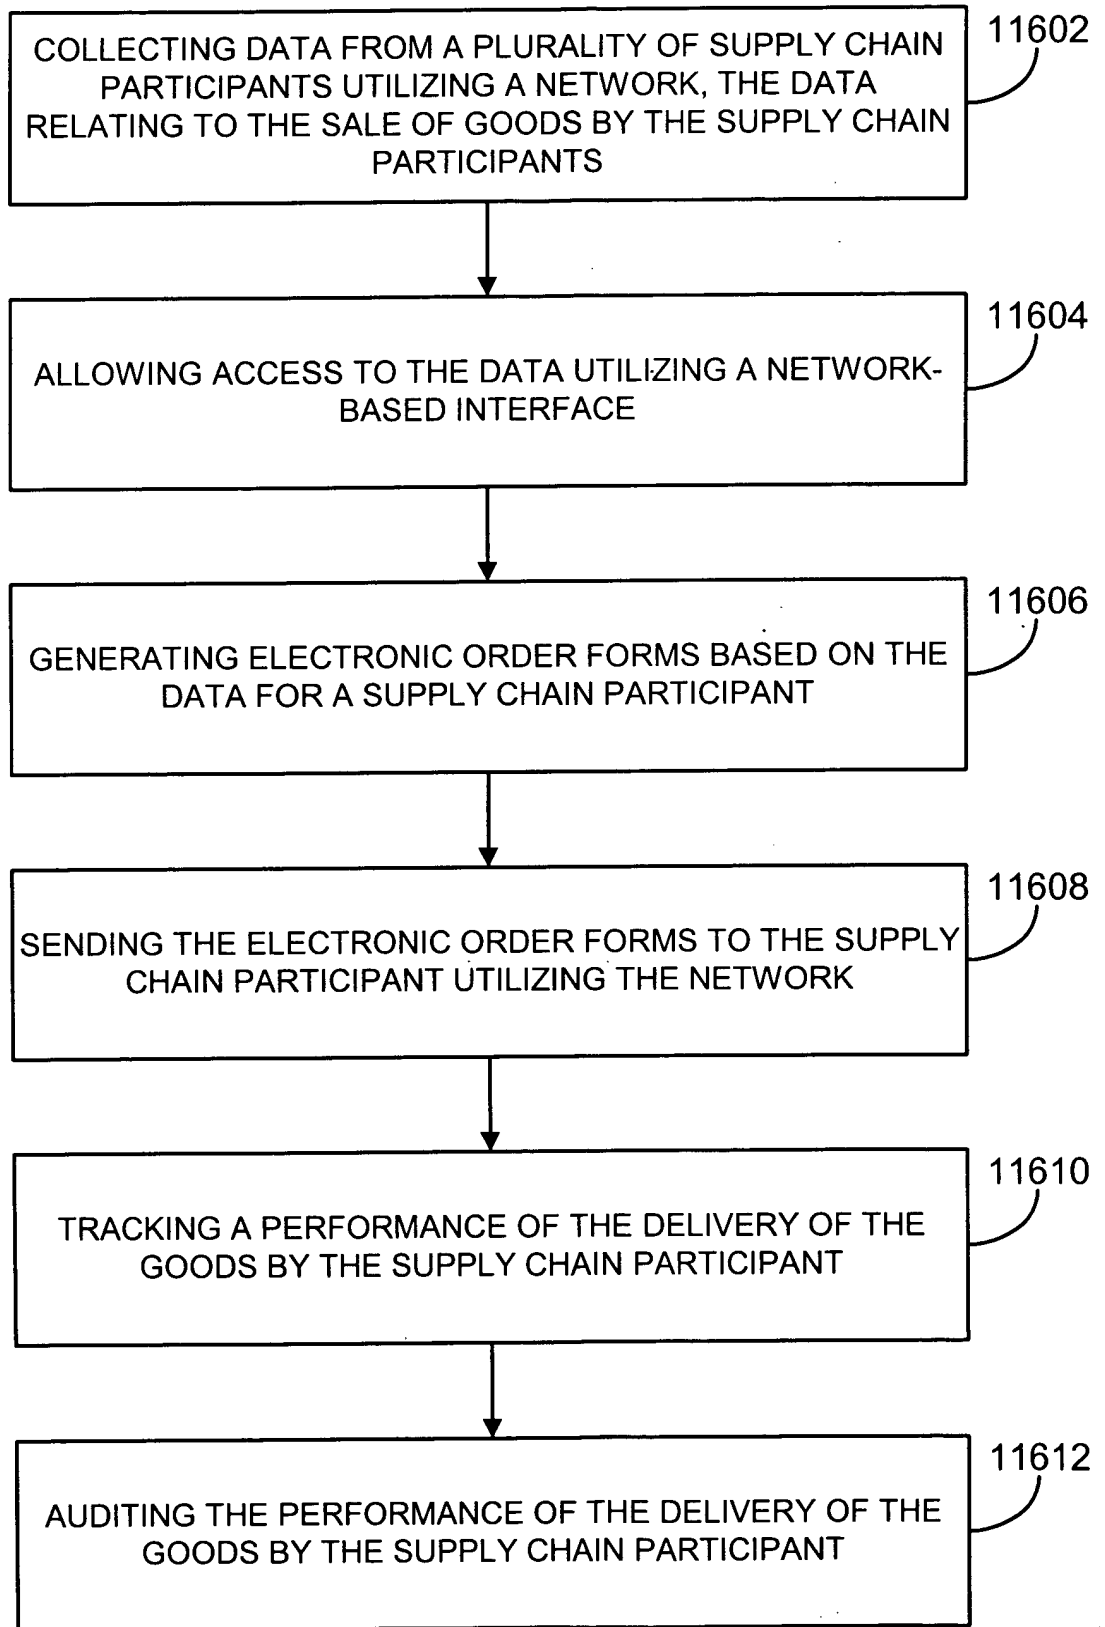 COLLECTING DATA FROM A PLURALITY OF SUPPLY CHAIN
PARTICIPANTS UTILIZING A NETWORK, THE DATA
RELATING TO THE SALE OF GOODS BY THE SUPPLY CHAIN
PARTICIPANTS
11602
ALLOWING ACCESS TO THE DATA UTILIZING A NETWORK-
BASED INTERFACE
11604
GENERATING ELECTRONIC ORDER FORMS BASED ON THE
DATA FOR A SUPPLY CHAIN PARTICIPANT
11606
SENDING THE ELECTRONIC ORDER FORMS TO THE SUPPLY
CHAIN PARTICIPANT UTILIZING THE NETWORK
11608
TRACKING A PERFORMANCE OF THE DELIVERY OF THE
GOODS BY THE SUPPLY CHAIN PARTICIPANT
11610
AUDITING THE PERFORMANCE OF THE DELIVERY OF THE
GOODS BY THE SUPPLY CHAIN PARTICIPANT
11612